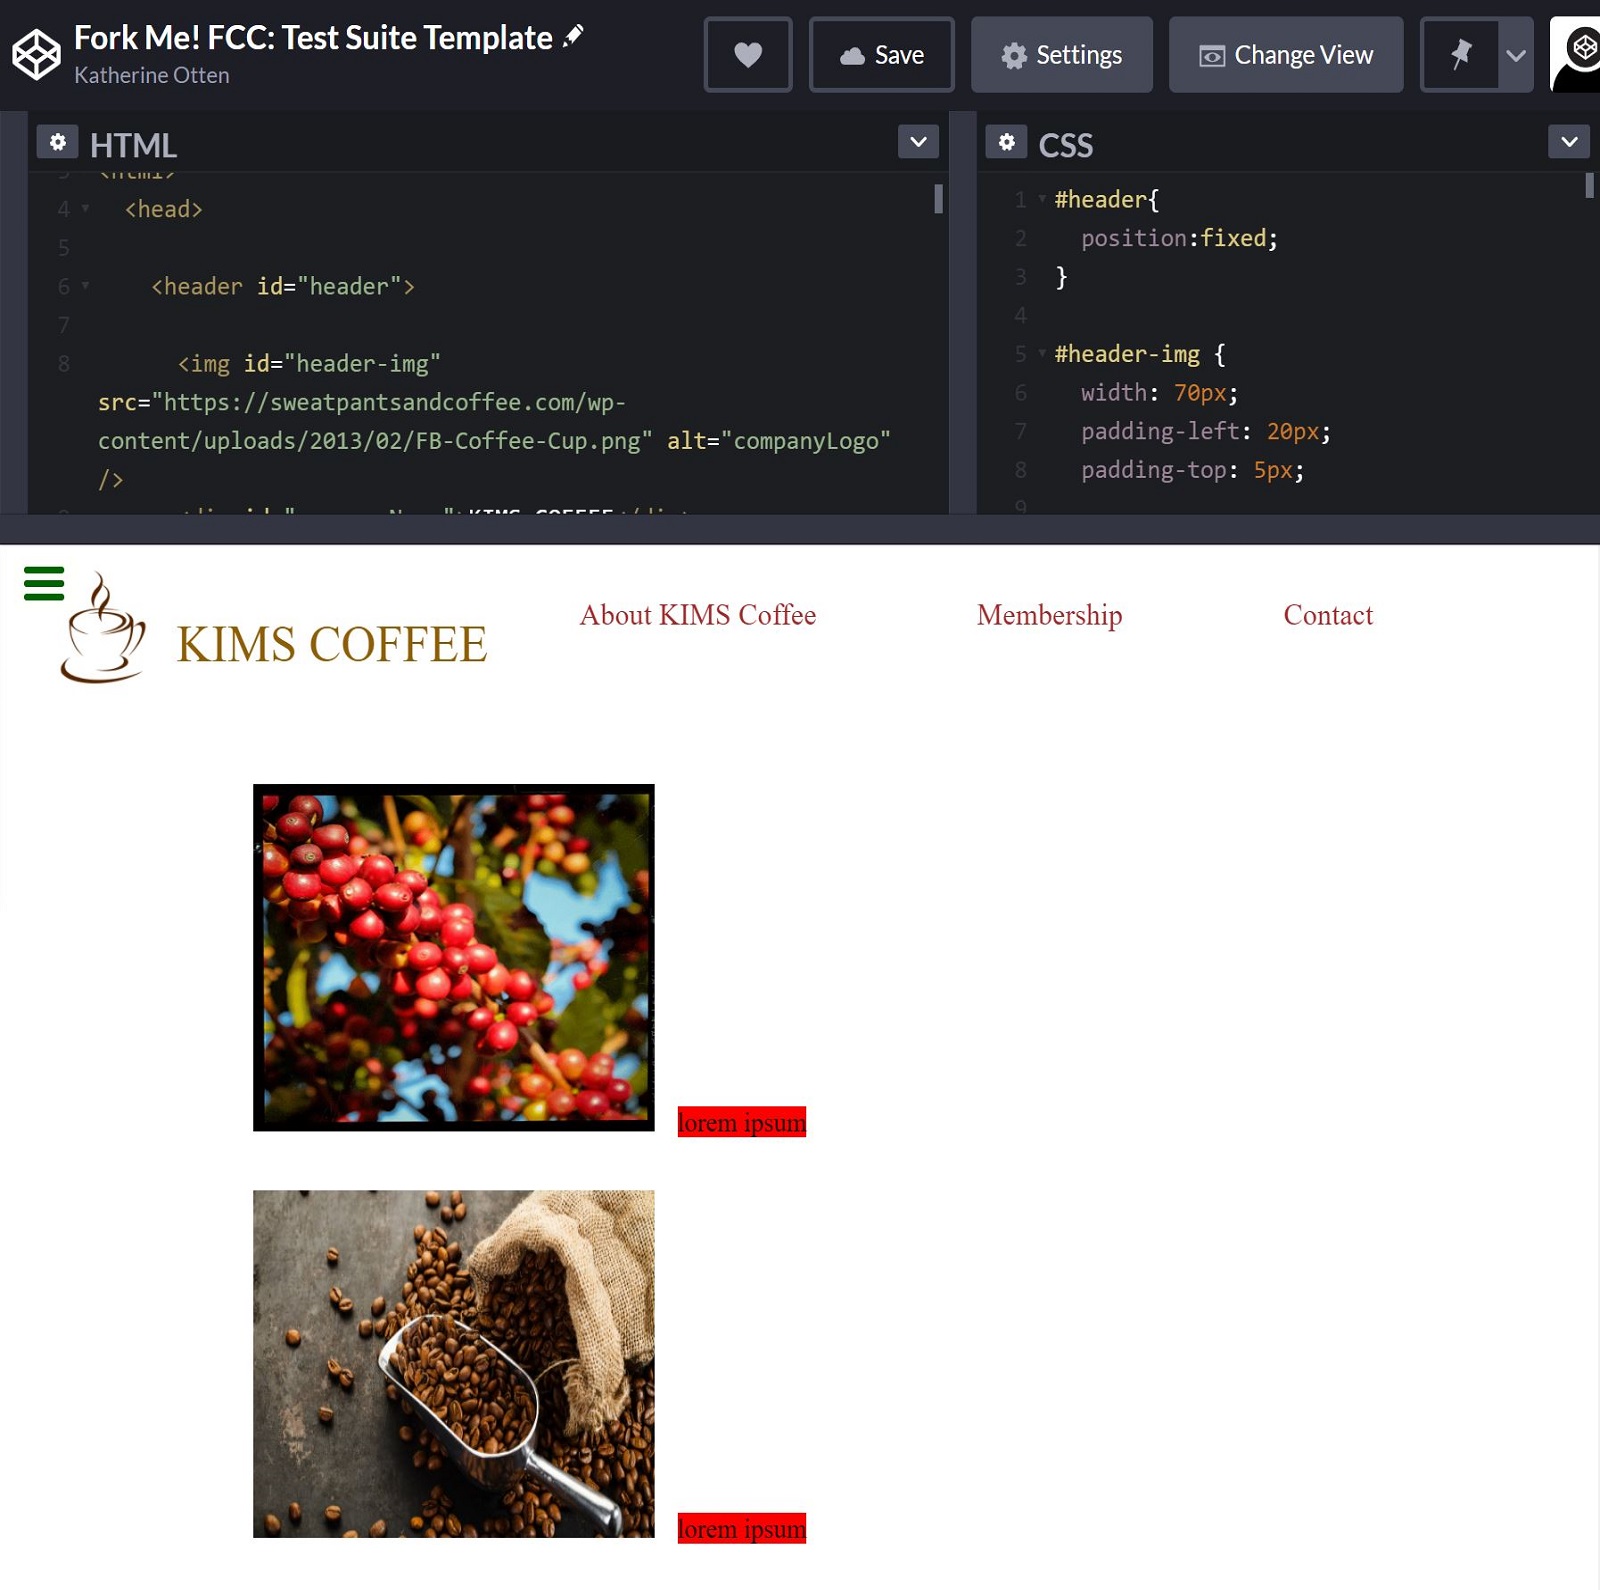 Fork Me! FCC: Test Suite Template
Katherine Otten
Save
Settings
Change View
HTML
<html>
4 <head>
5
6 <header id="header">
7
8 <img id="header-img"
src="https://sweatpantsandcoffee.com/wp-
content/uploads/2013/02/FB-Coffee-Cup.png" alt="companyLogo"
/>
CSS
1 #header{
2 position:fixed;
3 }
4
5 #header-img {
6 width: 70px;
7 padding-left: 20px;
8 padding-top: 5px;
9
KIMS COFFEE
About KIMS Coffee
Membership
Contact
lorem ipsum
lorem ipsum